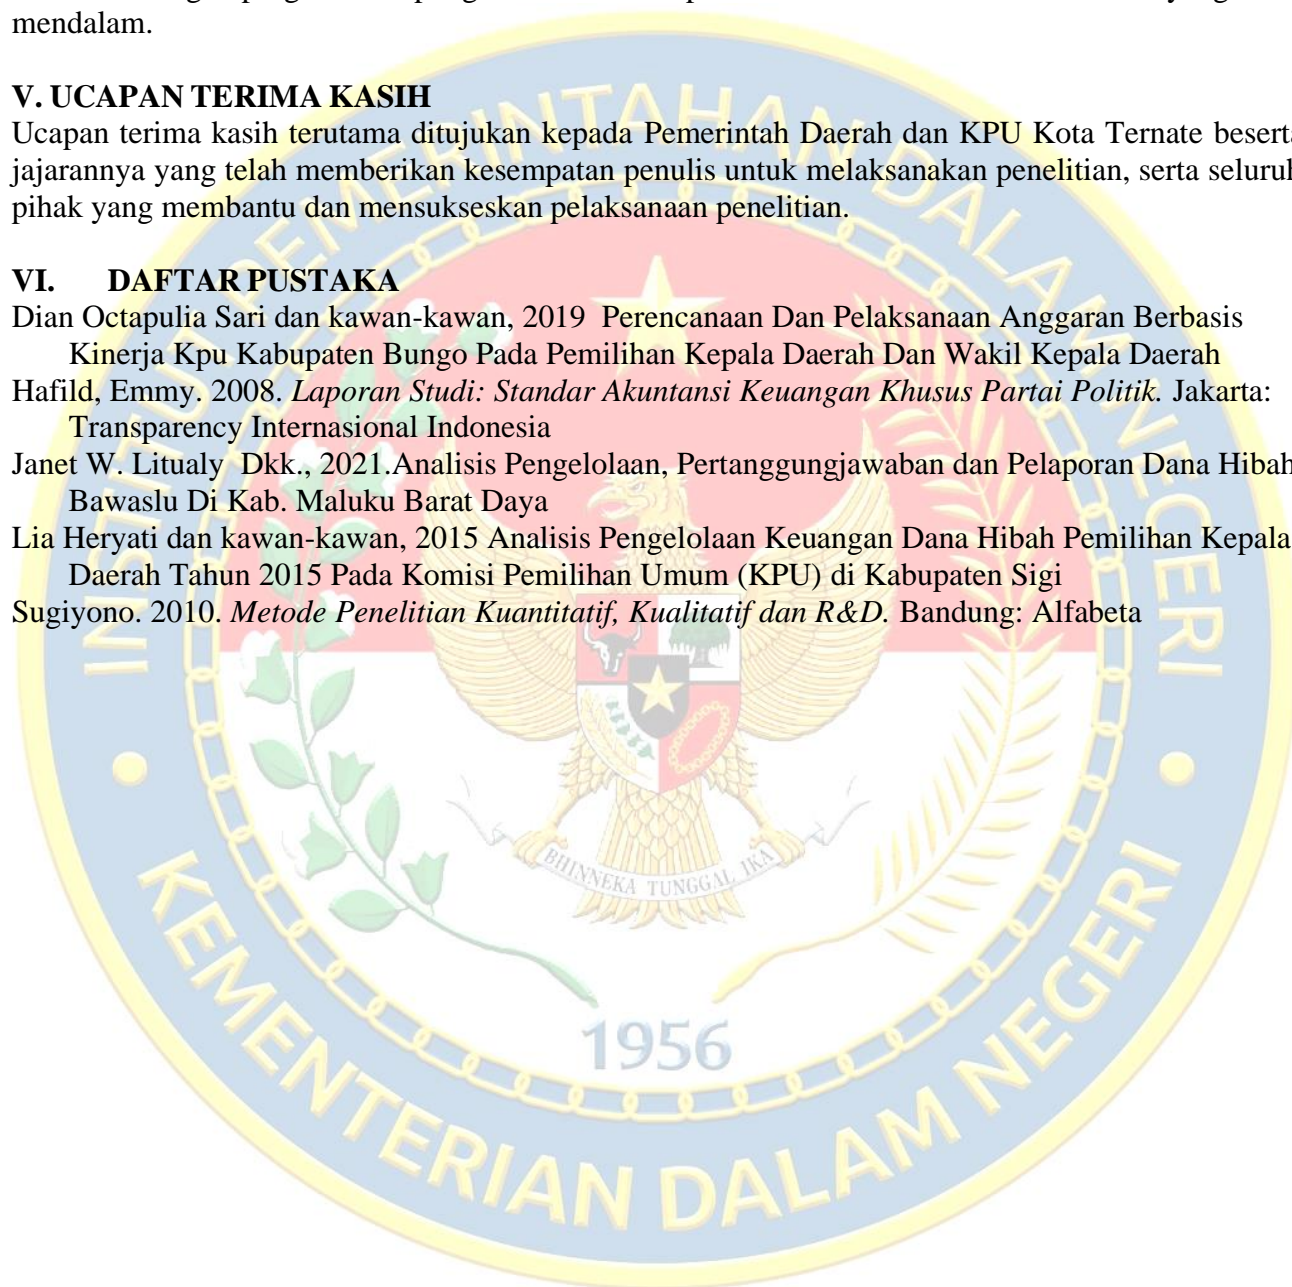 mendalam.
V. UCAPAN TERIMA KASIH
Ucapan terima kasih terutama ditujukan kepada Pemerintah Daerah dan KPU Kota Ternate beserta
jajarannya yang telah memberikan kesempatan penulis untuk melaksanakan penelitian, serta seluruh
pihak yang membantu dan mensukseskan pelaksanaan penelitian.
VI. DAFTAR PUSTAKA
Dian Octapulia Sari dan kawan-kawan, 2019 Perencanaan Dan Pelaksanaan Anggaran Berbasis
Kinerja Kpu Kabupaten Bungo Pada Pemilihan Kepala Daerah Dan Wakil Kepala Daerah
Hafild, Emmy. 2008. Laporan Studi: Standar Akuntansi Keuangan Khusus Partai Politik. Jakarta:
Transparency Internasional Indonesia
Janet W. Litualy Dkk., 2021.Analisis Pengelolaan, Pertanggungjawaban dan Pelaporan Dana Hibah
Bawaslu Di Kab. Maluku Barat Daya
Lia Heryati dan kawan-kawan, 2015 Analisis Pengelolaan Keuangan Dana Hibah Pemilihan Kepala
Daerah Tahun 2015 Pada Komisi Pemilihan Umum (KPU) di Kabupaten Sigi
Sugiyono. 2010. Metode Penelitian Kuantitatif, Kualitatif dan R&D. Bandung: Alfabeta
INSTITUT PEMERINTAHAN DALAM NEGERI
BHINNEKA TUNGGAL IKA
1956
KEMENTERIAN DALAM NEGERI